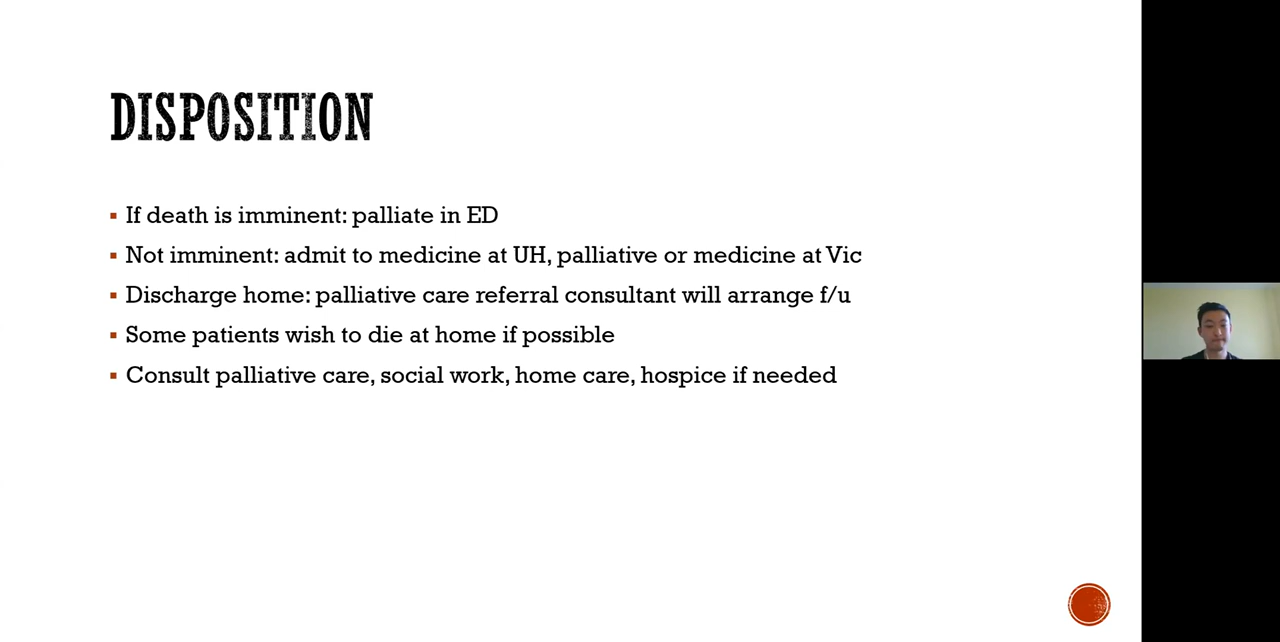 DISPOSITION
▪ If death is imminent: palliate in ED
▪ Not imminent: admit to medicine at UH, palliative or medicine at Vic
▪ Discharge home: palliative care referral consultant will arrange f/u
▪ Some patients wish to die at home if possible
▪ Consult palliative care, social work, home care, hospice if needed